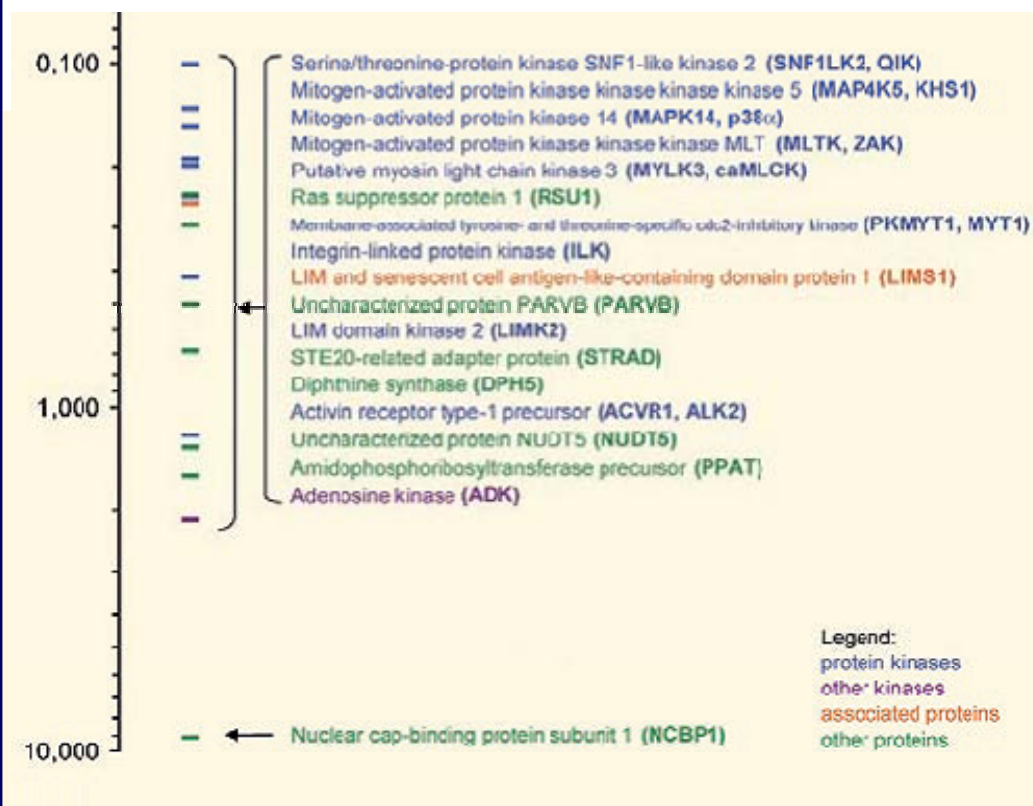 0,100
Serine/threonine-protein kinase SNF1-like kinase 2 (SNF1LK2, QIK)
Mitogen-activated protein kinase kinase kinase kinase 5 (MAP4K5, KHS1)
Mitogen-activated protein kinase 14 (MAPK14, p38α)
Mitogen-activated protein kinase kinase kinase MLT (MLTK, ZAK)
Putative myosin light chain kinase 3 (MYLK3, caMLCK)
Ras suppressor protein 1 (RSU1)
Membrane-associated tyrosine- and threonine-specific cdc2-inhibitory kinase (PKMYT1, MYT1)
Integrin-linked protein kinase (ILK)
LIM and senescent cell antigen-like-containing domain protein 1 (LIMS1)
Uncharacterized protein PARVB (PARVB)
LIM domain kinase 2 (LIMK2)
STE20-related adapter protein (STRAD)
Diphthine synthase (DPH5)
1,000
Activin receptor type-1 precursor (ACVR1, ALK2)
Uncharacterized protein NUDT5 (NUDT5)
Amidophosphoribosyltransferase precursor (PPAT)
Adenosine kinase (ADK)
Legend:
protein kinases
other kinases
associated proteins
other proteins
Nuclear cap-binding protein subunit 1 (NCBP1)
10,000